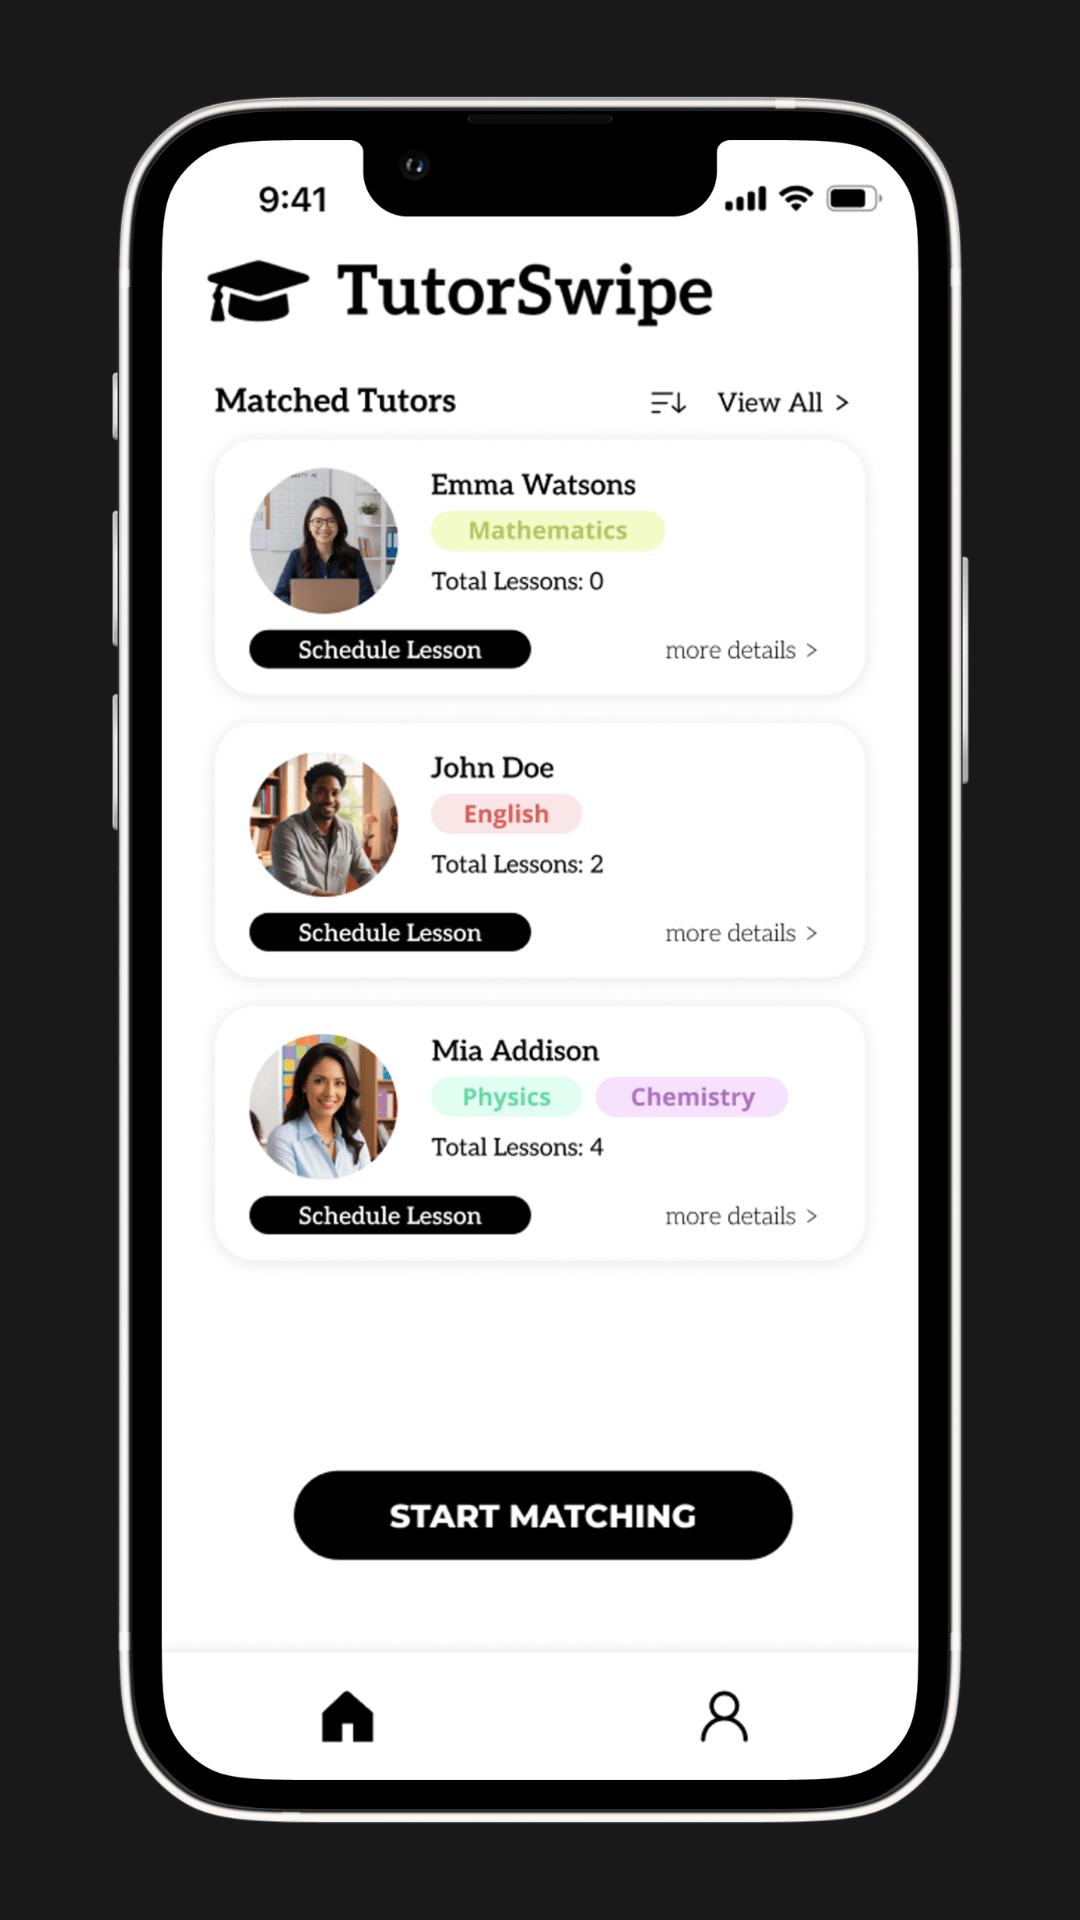 9:41
TutorSwipe
Matched Tutors
View All >
Emma Watsons
Mathematics
Total Lessons: 0
Schedule Lesson
more details >
John Doe
English
Total Lessons: 2
Schedule Lesson
more details >
Mia Addison
Physics Chemistry
Total Lessons: 4
Schedule Lesson
more details >
START MATCHING